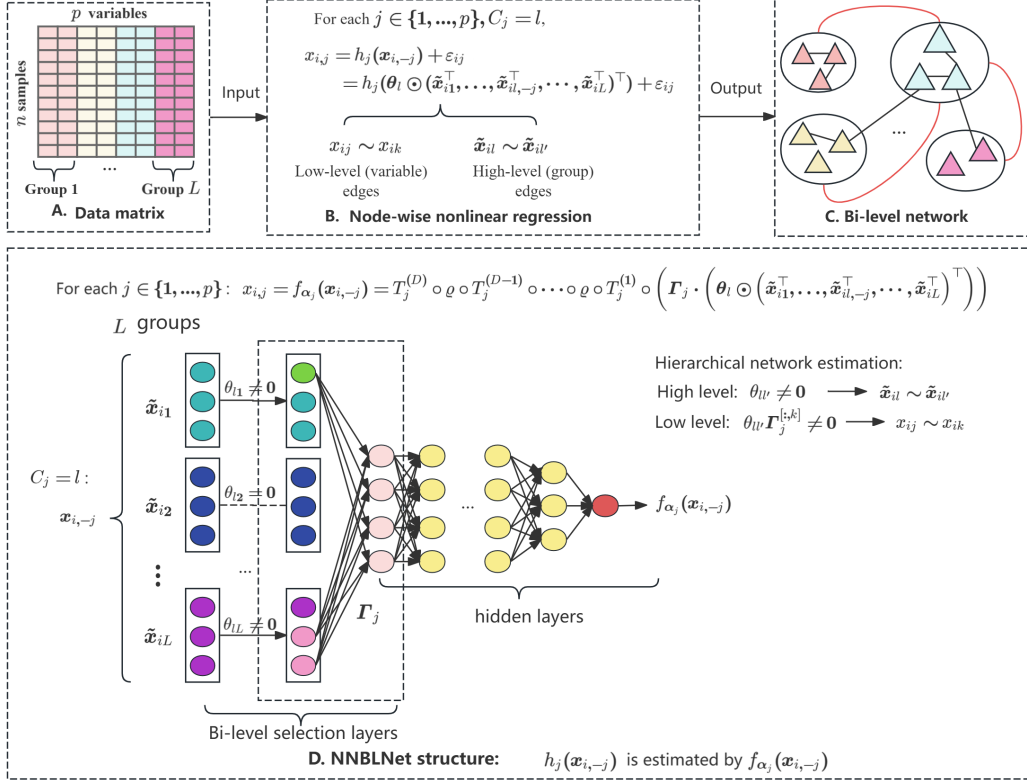 p variables
n samples
Group 1
...
Group L
A. Data matrix
Input
For each j ∈ {1, ..., p}, C_j = l,
x_{i,j} = h_j(x_{i,−j}) + ε_{ij}
= h_j(θ_l ⊙ (x̃_{i1}^⊤, ..., x̃_{il,−j}^⊤, ···, x̃_{iL}^⊤)^⊤) + ε_{ij}
x_{ij} ∼ x_{ik}
x̃_{il} ∼ x̃_{il′}
Low-level (variable)
edges
High-level (group)
edges
B. Node-wise nonlinear regression
Output
...
C. Bi-level network
For each j ∈ {1, ..., p}: x_{i,j} = f_{α_j}(x_{i,−j}) = T_j^{(D)} ∘ ϱ ∘ T_j^{(D−1)} ∘ ··· ∘ ϱ ∘ T_j^{(1)} ∘ (Γ_j · (θ_l ⊙ (x̃_{i1}^⊤, ..., x̃_{il,−j}^⊤, ···, x̃_{iL}^⊤)^⊤))
L groups
x̃_{i1}
θ_{l1} ≠ 0
C_j = l:
x_{i,−j}
x̃_{i2}
θ_{l2} = 0
⋮
...
x̃_{iL}
θ_{lL} ≠ 0
Γ_j
...
f_{α_j}(x_{i,−j})
hidden layers
Hierarchical network estimation:
High level: θ_{ll′} ≠ 0 → x̃_{il} ∼ x̃_{il′}
Low level: θ_{ll′}Γ_j^{[:,k]} ≠ 0 → x_{ij} ∼ x_{ik}
Bi-level selection layers
D. NNBLNet structure: h_j(x_{i,−j}) is estimated by f_{α_j}(x_{i,−j})